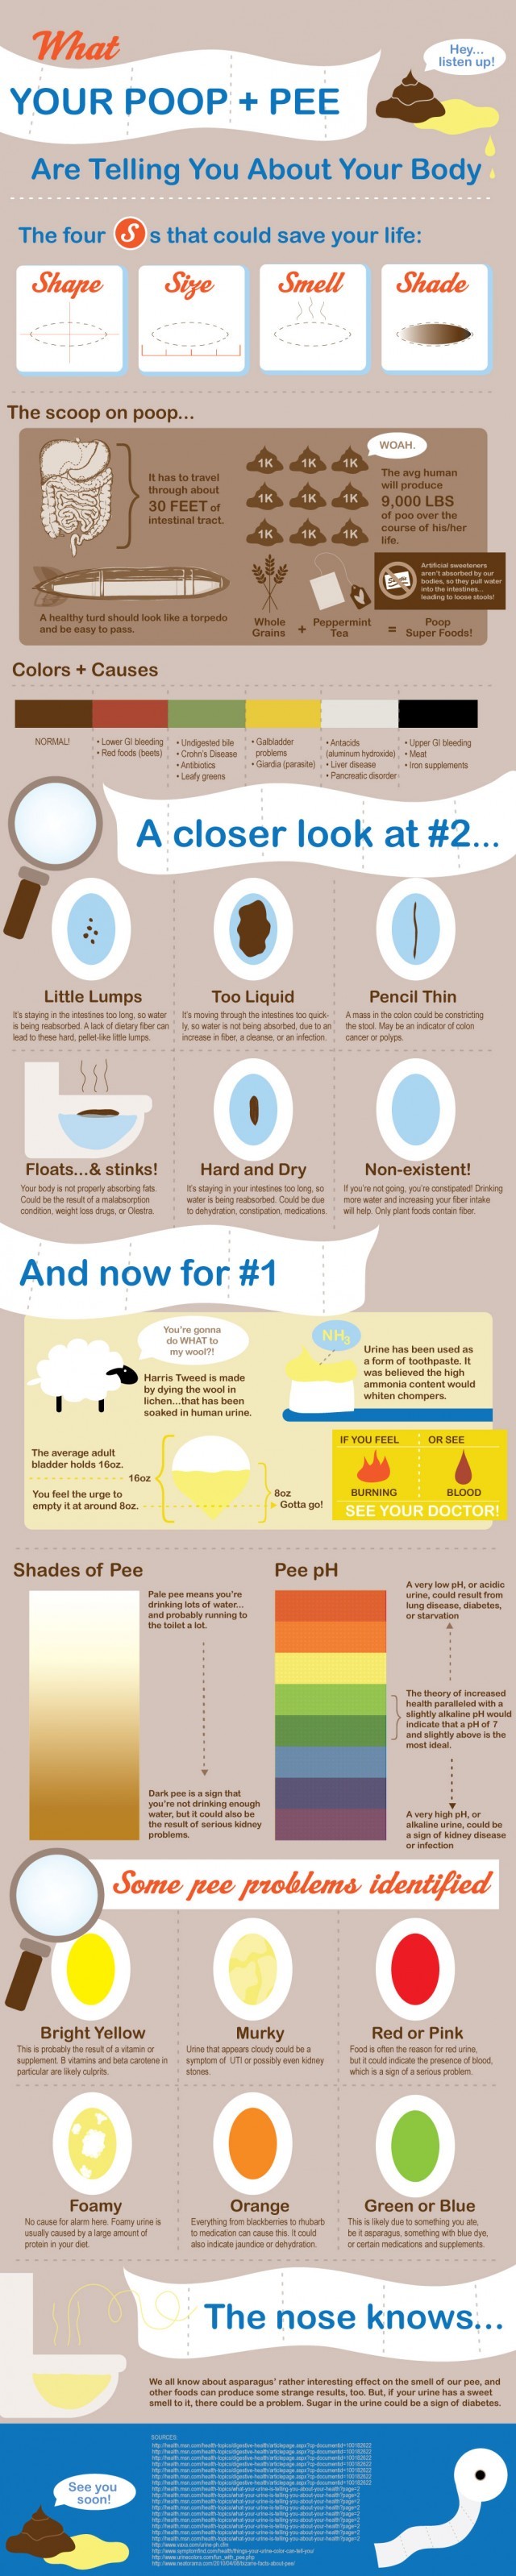 What
YOUR POOP + PEE
Hey...
listen up!
Are Telling You About Your Body
The four S s that could save your life:
Shape
Size
Smell
Shade
The scoop on poop...
It has to travel
through about
30 FEET of
intestinal tract.
1K 1K 1K
1K 1K 1K
1K 1K 1K
WOAH.
The avg human
will produce
9,000 LBS
of poo over the
course of his/her
life.
A healthy turd should look like a torpedo
and be easy to pass.
Whole
Grains
+
Peppermint
Tea
=
Poop
Super Foods!
Artificial sweeteners
aren't absorbed by our
bodies, so they pull water
into the intestines...
leading to loose stools!
Colors + Causes
NORMAL!
• Lower GI bleeding
• Red foods (beets)
• Undigested bile
• Crohn's Disease
• Antibiotics
• Leafy greens
• Galbladder
problems
• Giardia (parasite)
• Antacids
(aluminum hydroxide)
• Liver disease
• Pancreatic disorder
• Upper GI bleeding
• Meat
• Iron supplements
A closer look at #2...
Little Lumps
It's staying in the intestines too long, so water
is being reabsorbed. A lack of dietary fiber can
lead to these hard, pellet-like little lumps.
Too Liquid
It's moving through the intestines too quick-
ly, so water is not being absorbed, due to an
increase in fiber, a cleanse, or an infection.
Pencil Thin
A mass in the colon could be constricting
the stool. May be an indicator of colon
cancer or polyps.
Floats...& stinks!
Your body is not properly absorbing fats.
Could be the result of a malabsorption
condition, weight loss drugs, or Olestra.
Hard and Dry
It's staying in your intestines too long, so
water is being reabsorbed. Could be due
to dehydration, constipation, medications.
Non-existent!
If you're not going, you're constipated! Drinking
more water and increasing your fiber intake
will help. Only plant foods contain fiber.
And now for #1
You're gonna
do WHAT to
my wool?!
Harris Tweed is made
by dying the wool in
lichen...that has been
soaked in human urine.
NH3
Urine has been used as
a form of toothpaste. It
was believed the high
ammonia content would
whiten chompers.
The average adult
bladder holds 16oz.
16oz
You feel the urge to
empty it at around 8oz.
8oz
Gotta go!
IF YOU FEEL
OR SEE
BURNING
BLOOD
SEE YOUR DOCTOR!
Shades of Pee
Pale pee means you're
drinking lots of water...
and probably running to
the toilet a lot.
Dark pee is a sign that
you're not drinking enough
water, but it could also be
the result of serious kidney
problems.
Pee pH
A very low pH, or acidic
urine, could result from
lung disease, diabetes,
or starvation
The theory of increased
health paralleled with a
slightly alkaline pH would
indicate that a pH of 7
and slightly above is the
most ideal.
A very high pH, or
alkaline urine, could be
a sign of kidney disease
or infection
Some pee problems identified
Bright Yellow
This is probably the result of a vitamin or
supplement. B vitamins and beta carotene in
particular are likely culprits.
Murky
Urine that appears cloudy could be a
symptom of UTI or possibly even kidney
stones.
Red or Pink
Food is often the reason for red urine,
but it could indicate the presence of blood,
which is a sign of a serious problem.
Foamy
No cause for alarm here. Foamy urine is
usually caused by a large amount of
protein in your diet.
Orange
Everything from blackberries to rhubarb
to medication can cause this. It could
also indicate jaundice or dehydration.
Green or Blue
This is likely due to something you ate,
be it asparagus, something with blue dye,
or certain medications and supplements.
The nose knows...
We all know about asparagus' rather interesting effect on the smell of our pee, and
other foods can produce some strange results, too. But, if your urine has a sweet
smell to it, there could be a problem. Sugar in the urine could be a sign of diabetes.
See you
soon!
SOURCES: